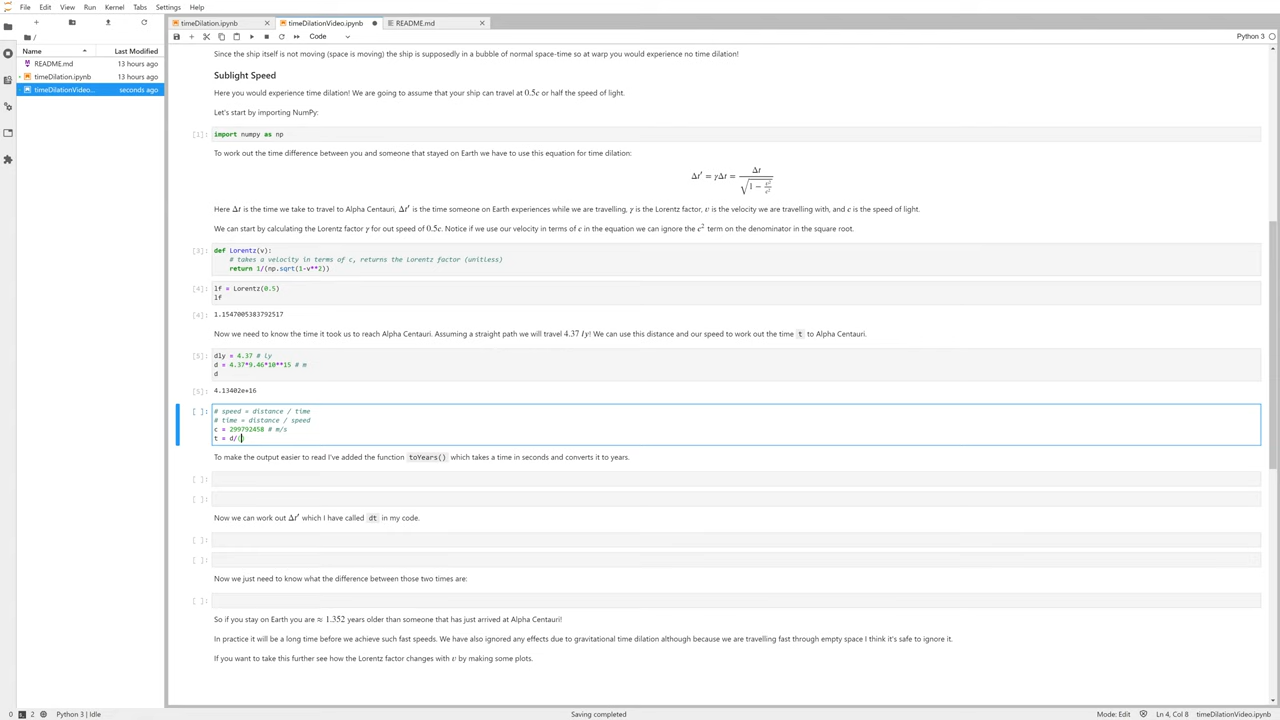 File Edit View Run Kernel Tabs Settings Help
timeDilation.ipynb
timeDilationVideo.ipynb
README.md
Code
Python 3
/
Name
Last Modified
README.md 13 hours ago
timeDilation.ipynb 13 hours ago
timeDilationVideo... seconds ago
Since the ship itself is not moving (space is moving) the ship is supposedly in a bubble of normal space-time so at warp you would experience no time dilation!
Sublight Speed
Here you would experience time dilation! We are going to assume that your ship can travel at 0.5c or half the speed of light.
Let's start by importing NumPy:
[1]: import numpy as np
To work out the time difference between you and someone that stayed on Earth we have to use this equation for time dilation:
Δt′ = γΔt = Δt / √(1 − v²/c²)
Here Δt is the time we take to travel to Alpha Centauri, Δt′ is the time someone on Earth experiences while we are travelling, γ is the Lorentz factor, v is the velocity we are travelling with, and c is the speed of light.
We can start by calculating the Lorentz factor γ for out speed of 0.5c. Notice if we use our velocity in terms of c in the equation we can ignore the c² term on the denominator in the square root.
[3]: def Lorentz(v):
# takes a velocity in terms of c, returns the Lorentz factor (unitless)
return 1/(np.sqrt(1-v**2))
[4]: lf = Lorentz(0.5)
lf
[4]: 1.1547005383792517
Now we need to know the time it took us to reach Alpha Centauri. Assuming a straight path we will travel 4.37 ly! We can use this distance and our speed to work out the time t to Alpha Centauri.
[5]: dly = 4.37 # ly
d = 4.37*9.46*10**15 # m
d
[5]: 4.13402e+16
[ ]: # speed = distance / time
# time = distance / speed
c = 299792458 # m/s
t = d/()
To make the output easier to read I've added the function toYears() which takes a time in seconds and converts it to years.
[ ]:
[ ]:
Now we can work out Δt′ which I have called dt in my code.
[ ]:
[ ]:
Now we just need to know what the difference between those two times are:
[ ]:
So if you stay on Earth you are ≈ 1.352 years older than someone that has just arrived at Alpha Centauri!
In practice it will be a long time before we achieve such fast speeds. We have also ignored any effects due to gravitational time dilation although because we are travelling fast through empty space I think it's safe to ignore it.
If you want to take this further see how the Lorentz factor changes with v by making some plots.
0 2 Python 3 | Idle
Saving completed
Mode: Edit
Ln 4, Col 8
timeDilationVideo.ipynb